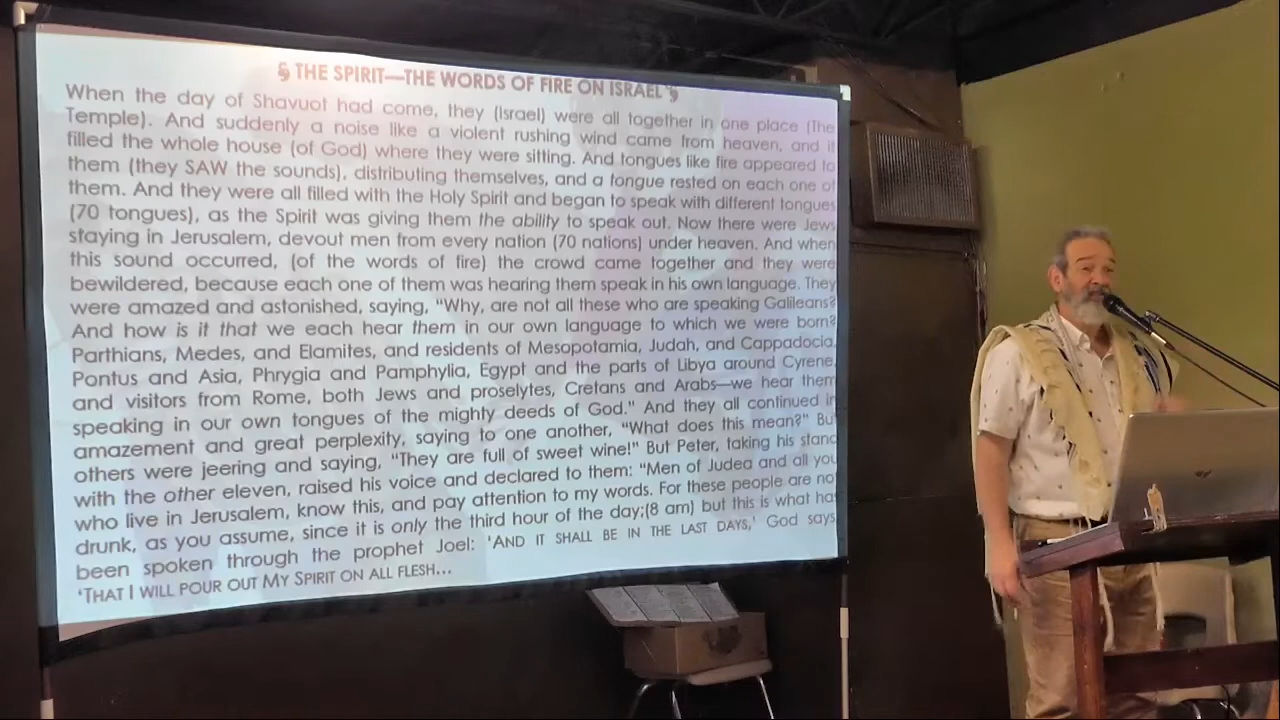 THE SPIRIT—THE WORDS OF FIRE ON ISRAEL
When the day of Shavuot had come, they (Israel) were all together in one place (The
Temple). And suddenly a noise like a violent rushing wind came from heaven, and it
filled the whole house (of God) where they were sitting. And tongues like fire appeared to
them (they SAW the sounds), distributing themselves, and a tongue rested on each one of
them. And they were all filled with the Holy Spirit and began to speak with different tongues
(70 tongues), as the Spirit was giving them the ability to speak out. Now there were Jews
staying in Jerusalem, devout men from every nation (70 nations) under heaven. And when
this sound occurred, (of the words of fire) the crowd came together and they were
bewildered, because each one of them was hearing them speak in his own language. They
were amazed and astonished, saying, “Why, are not all these who are speaking Galileans?
And how is it that we each hear them in our own language to which we were born?
Parthians, Medes, and Elamites, and residents of Mesopotamia, Judah, and Cappadocia,
Pontus and Asia, Phrygia and Pamphylia, Egypt and the parts of Libya around Cyrene,
and visitors from Rome, both Jews and proselytes, Cretans and Arabs—we hear them
speaking in our own tongues of the mighty deeds of God.” And they all continued in
amazement and great perplexity, saying to one another, “What does this mean?” But
others were jeering and saying, “They are full of sweet wine!” But Peter, taking his stand
with the other eleven, raised his voice and declared to them: “Men of Judea and all you
who live in Jerusalem, know this, and pay attention to my words. For these people are not
drunk, as you assume, since it is only the third hour of the day;(8 am) but this is what has
been spoken through the prophet Joel: ‘AND IT SHALL BE IN THE LAST DAYS,’ God says
‘THAT I WILL POUR OUT MY SPIRIT ON ALL FLESH...